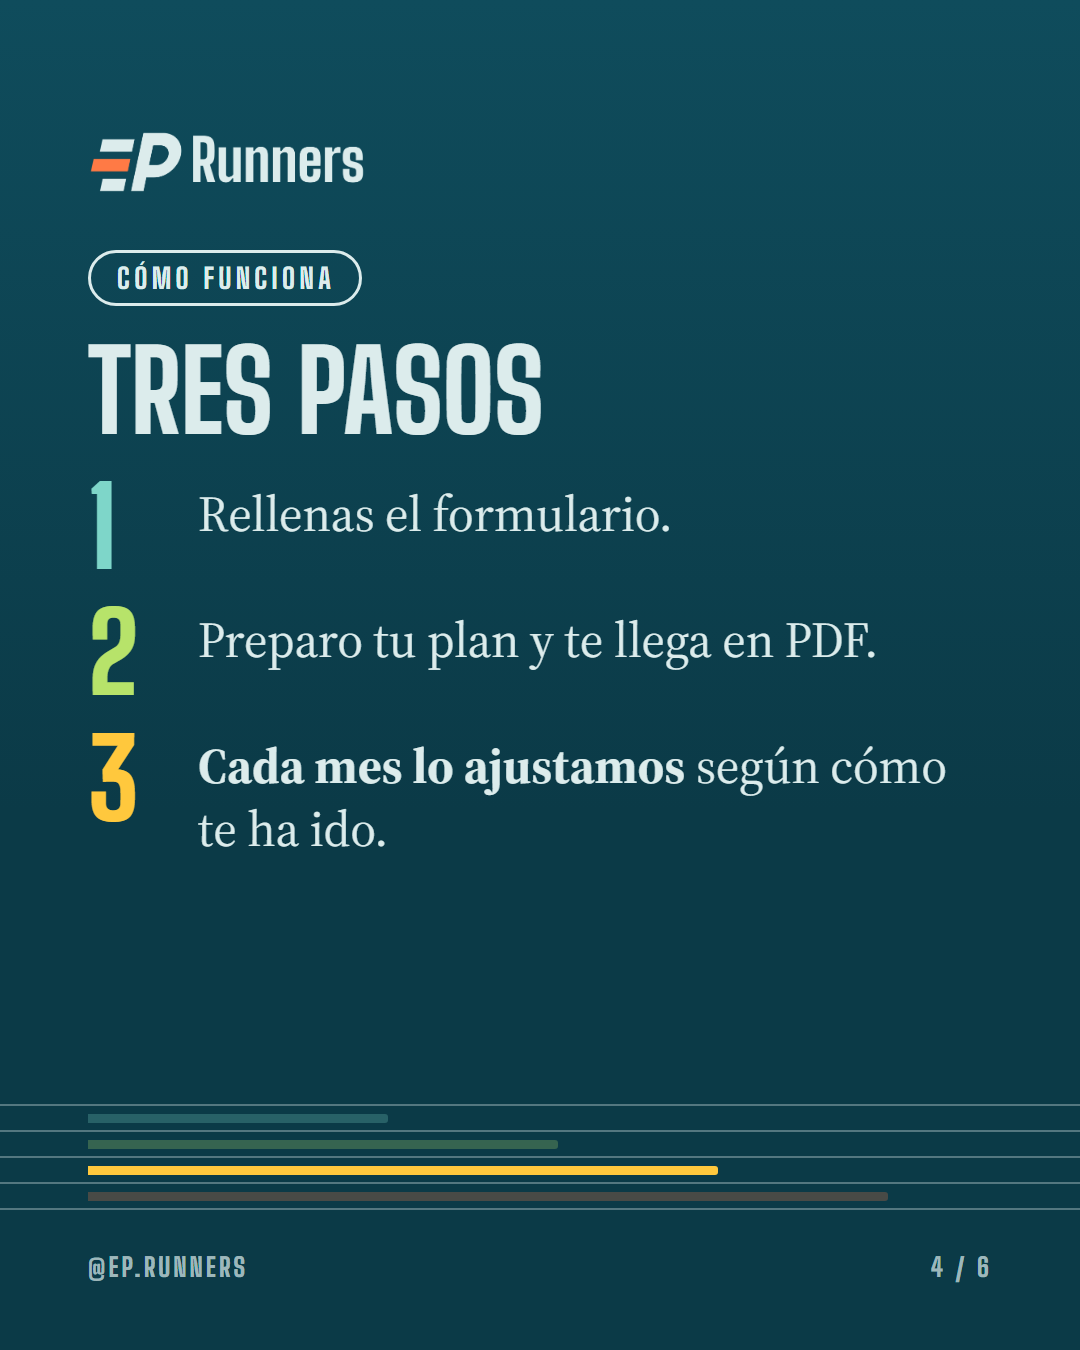 EP Runners
CÓMO FUNCIONA
TRES PASOS
1 Rellenas el formulario.
2 Preparo tu plan y te llega en PDF.
3 Cada mes lo ajustamos según cómo
te ha ido.
@EP.RUNNERS
4 / 6